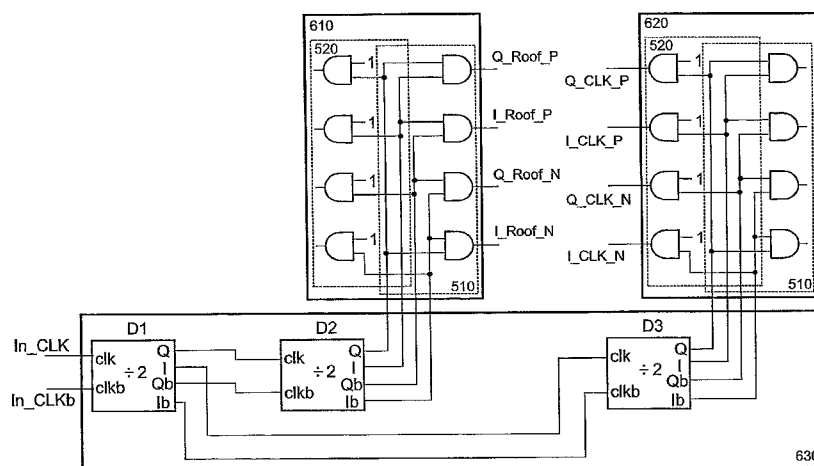 610
520
1
1
1
1
510
Q_Roof_P
I_Roof_P
Q_Roof_N
I_Roof_N
620
520
1
1
1
1
510
Q_CLK_P
I_CLK_P
Q_CLK_N
I_CLK_N
D1
D2
D3
In_CLK
In_CLKb
clk
clkb
÷2
Q
I
Qb
Ib
clk
clkb
÷2
Q
I
Qb
Ib
clk
clkb
÷2
Q
I
Qb
Ib
630